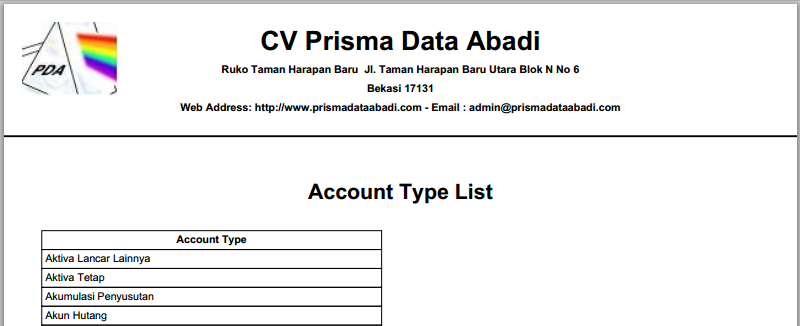 PDA
CV Prisma Data Abadi
Ruko Taman Harapan Baru Jl. Taman Harapan Baru Utara Blok N No 6
Bekasi 17131
Web Address: http://www.prismadataabadi.com - Email : admin@prismadataabadi.com
Account Type List
Account Type
Aktiva Lancar Lainnya
Aktiva Tetap
Akumulasi Penyusutan
Akun Hutang